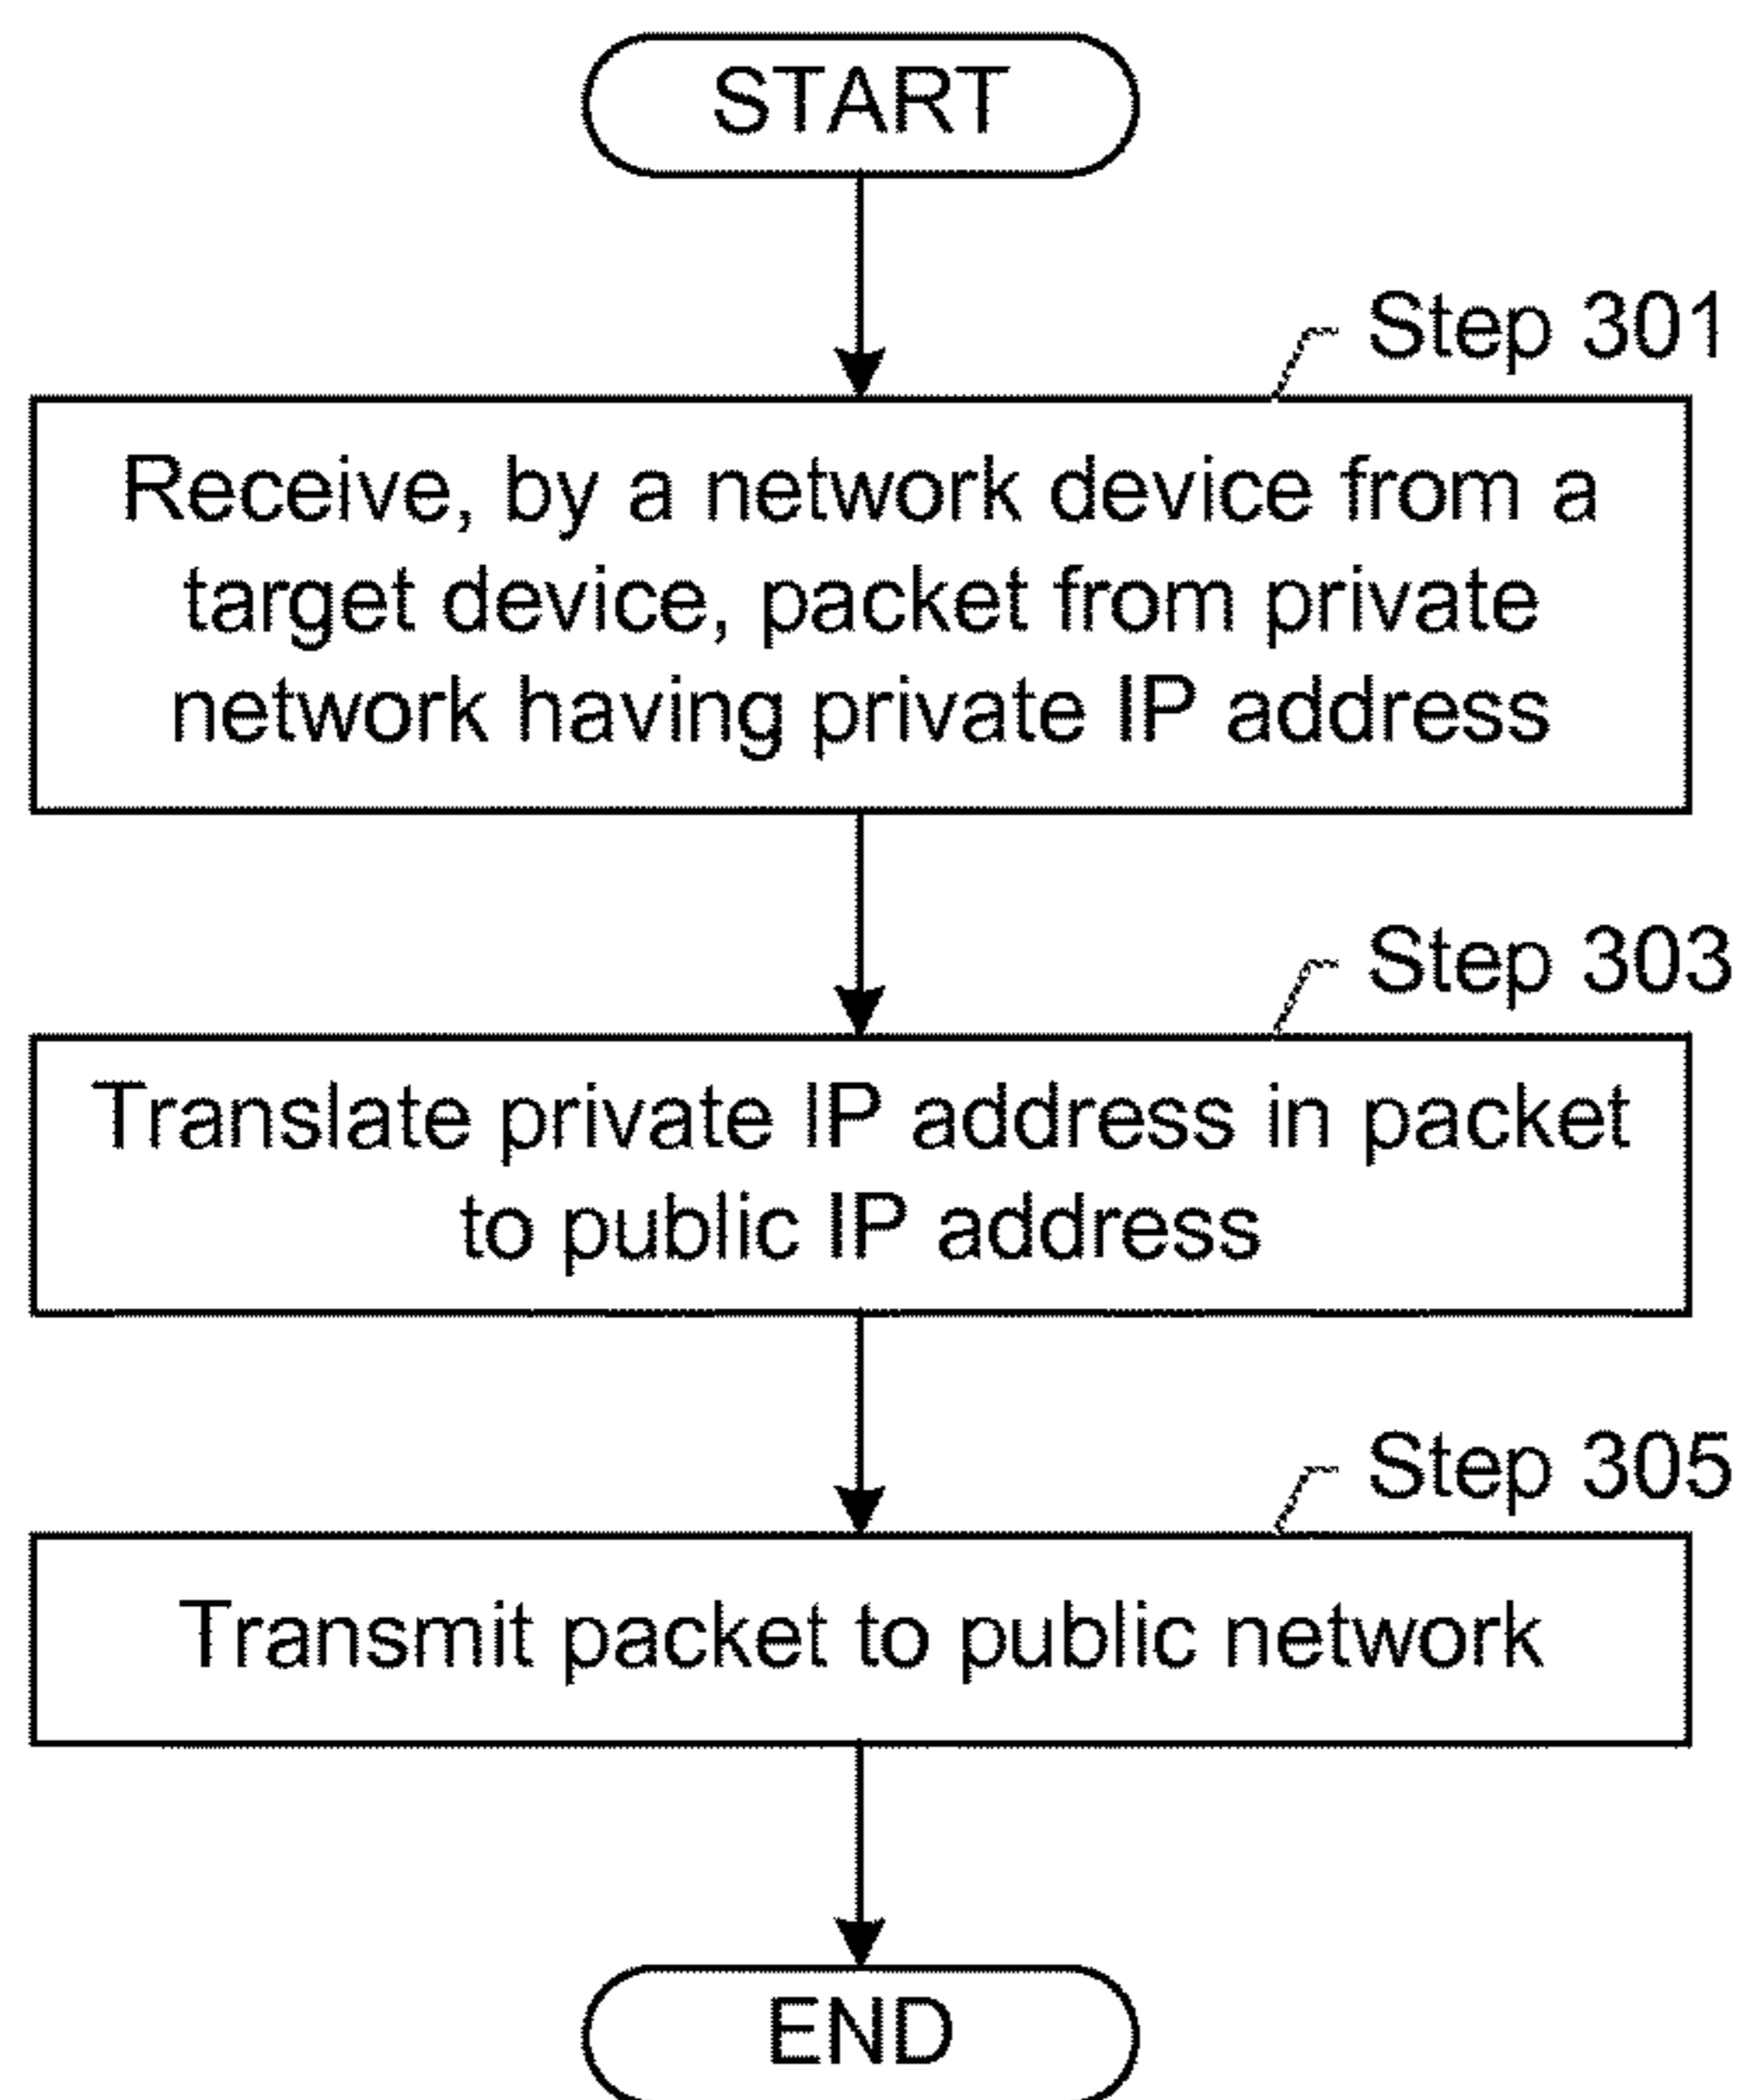 START
Step 301
Receive, by a network device from a
target device, packet from private
network having private IP address
Step 303
Translate private IP address in packet
to public IP address
Step 305
Transmit packet to public network
END